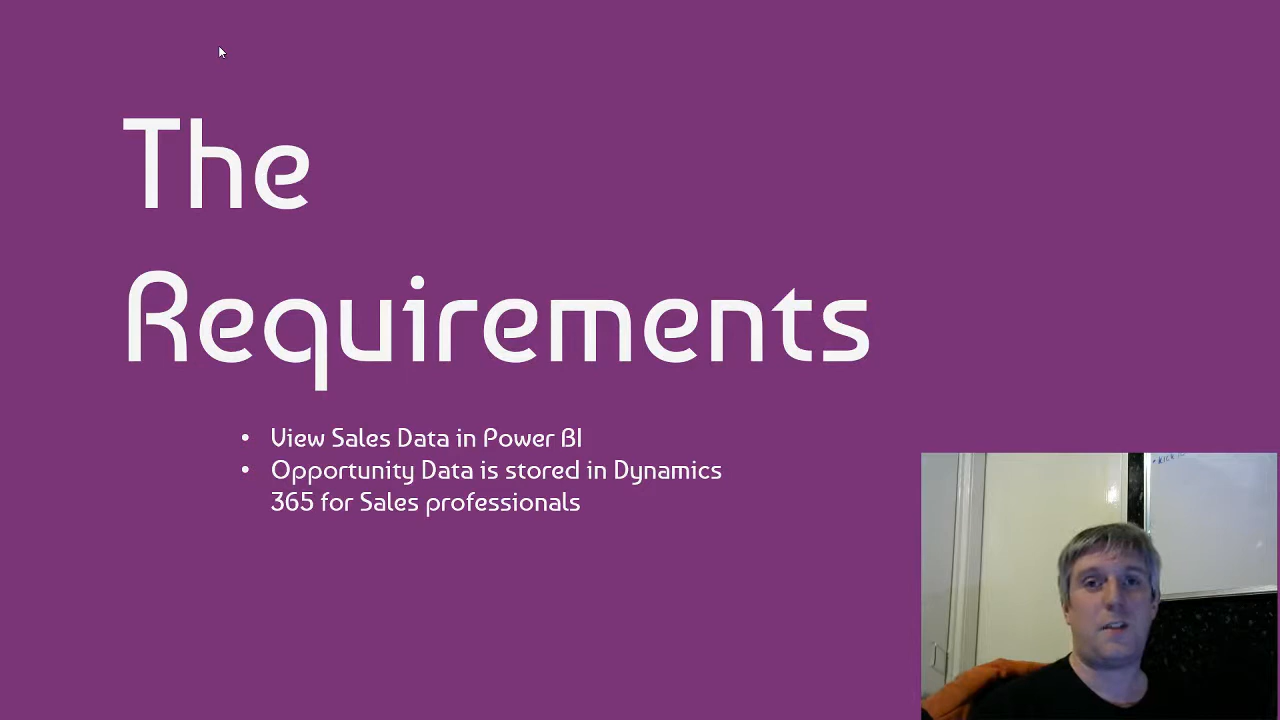 The
Requirements
• View Sales Data in Power BI
• Opportunity Data is stored in Dynamics
365 for Sales professionals